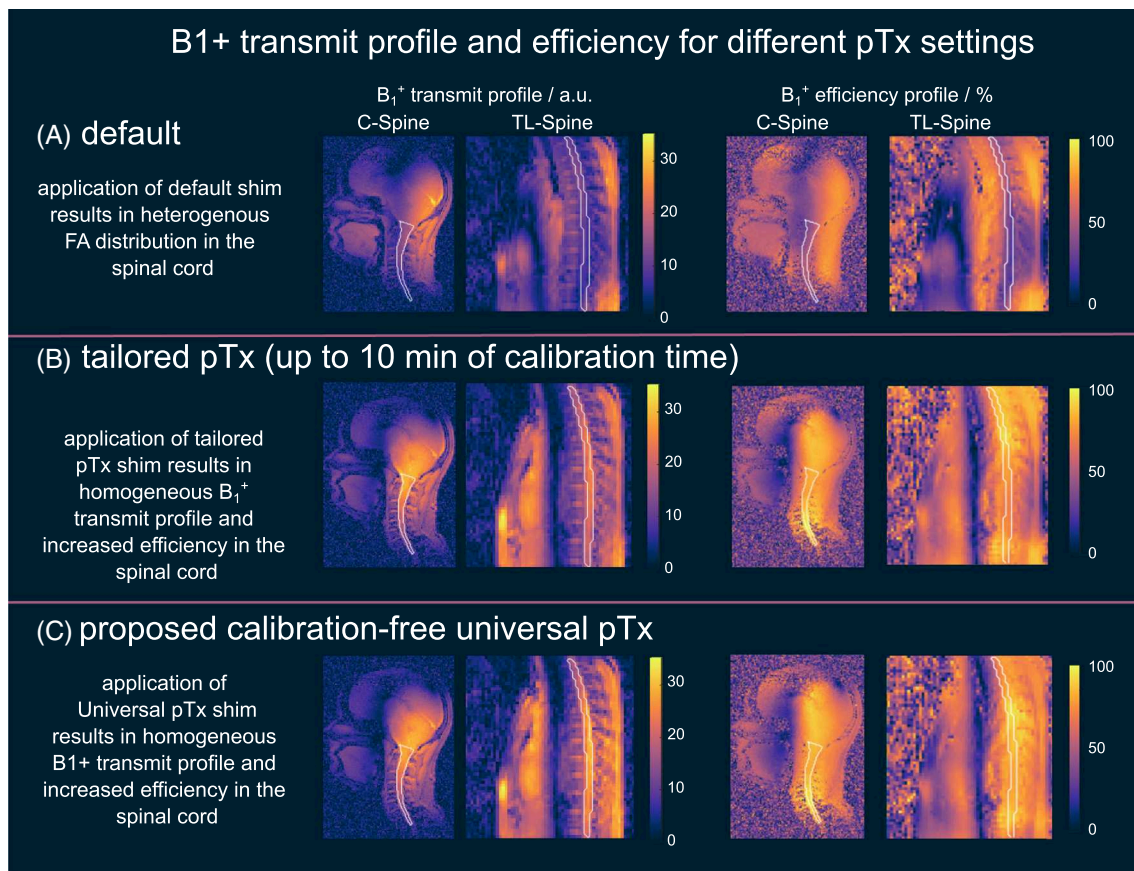 B1+ transmit profile and efficiency for different pTx settings
B₁⁺ transmit profile / a.u.
B₁⁺ efficiency profile / %
C-Spine
TL-Spine
C-Spine
TL-Spine
(A) default
application of default shim
results in heterogenous
FA distribution in the
spinal cord
30
20
10
0
100
50
0
(B) tailored pTx (up to 10 min of calibration time)
application of tailored
pTx shim results in
homogeneous B₁⁺
transmit profile and
increased efficiency in the
spinal cord
30
20
10
0
100
50
0
(C) proposed calibration-free universal pTx
application of
Universal pTx shim
results in homogeneous
B1+ transmit profile and
increased efficiency in the
spinal cord
30
20
10
0
100
50
0